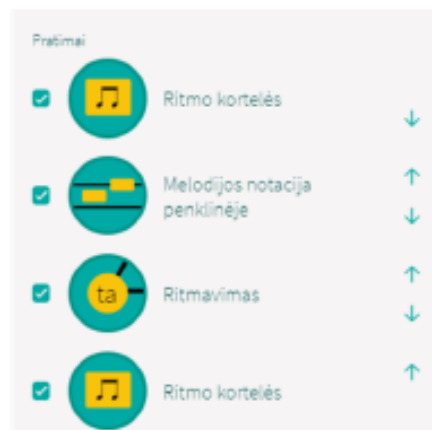 Pratimai
Ritmo kortelės
Melodijos notacija
penklinėje
ta
Ritmavimas
Ritmo kortelės